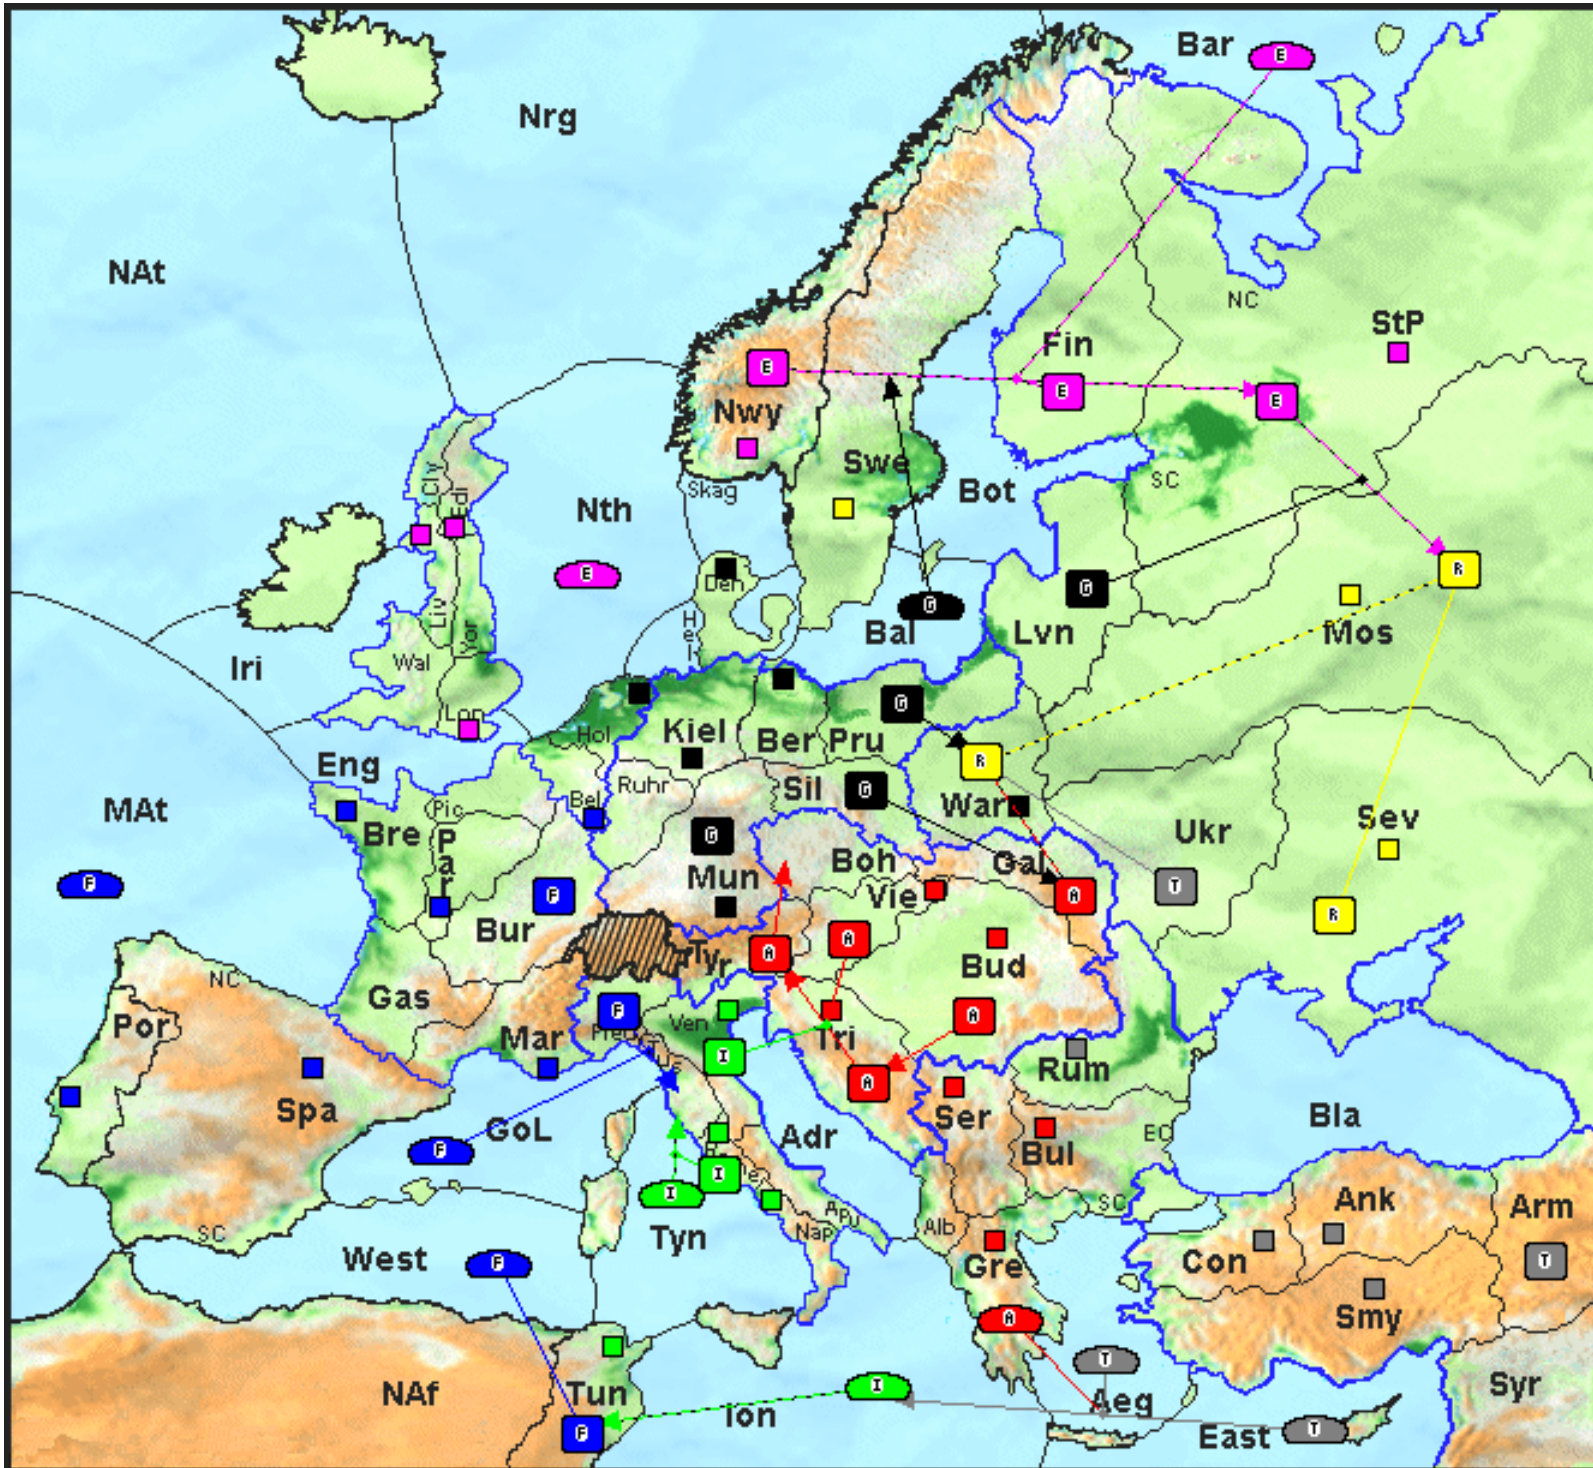 Bar
E
Nrg
NAt
NC
StP
Fin
E
E
E
Nwy
Swe
SC
Skag
Bot
Nth
Cly
Edi
E
Den
G
G
R
Hel
Bal
Lvn
Mos
Liv
Yor
Wal
Iri
Lon
G
Hol
Kiel
Ber
Pru
R
Eng
Ruhr
Sil
G
War
MAt
Pic
Bel
Bre
Par
G
Boh
Gal
Ukr
Sev
F
F
Mun
Vie
A
T
R
Bur
Tyr
A
A
Bud
NC
Gas
F
Ven
Por
Mar
Pied
Tus
I
Tri
A
Rum
A
Ser
Spa
GoL
Adr
Bul
EC
Bla
F
I
I
SC
Ank
Arm
SC
Tyn
Nap
Apu
Alb
West
F
Gre
Con
T
Smy
A
T
NAf
Tun
I
Ion
Aeg
Syr
F
East
T